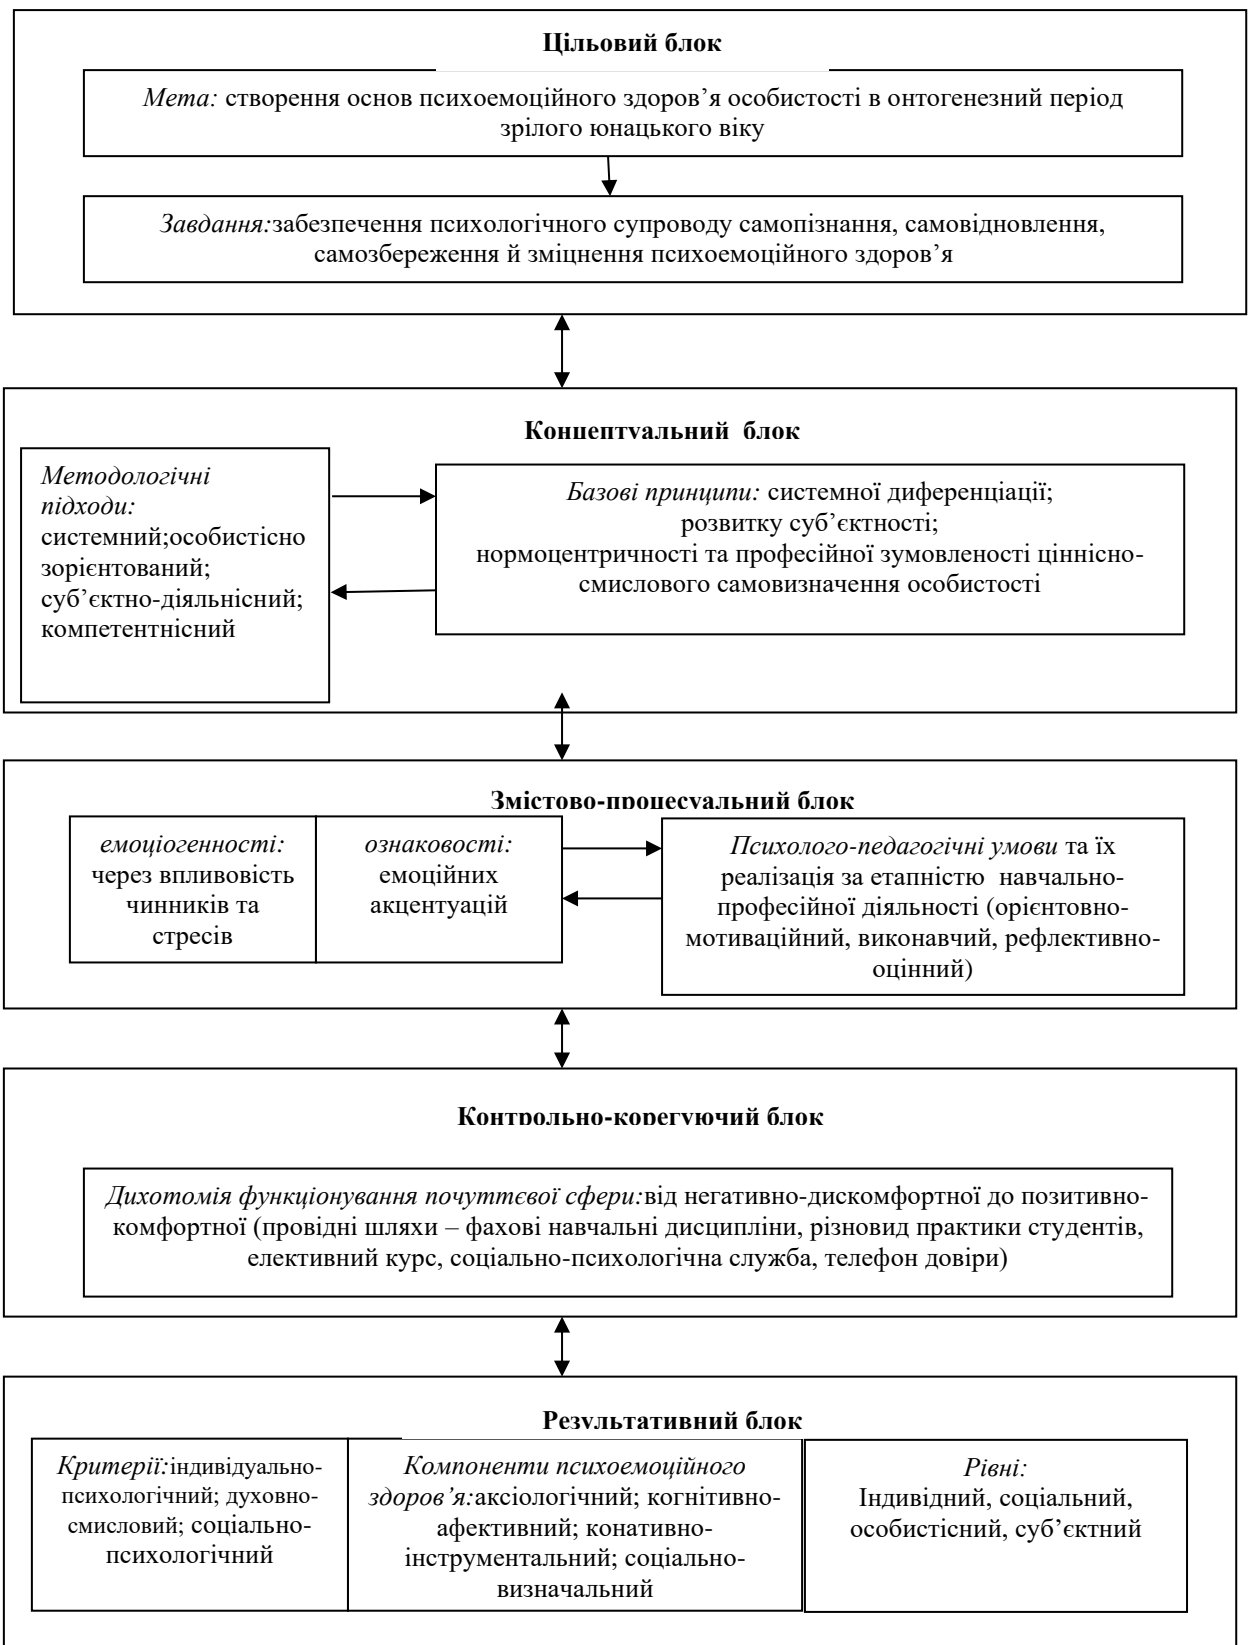 Цільовий блок
Мета: створення основ психоемоційного здоров’я особистості в онтогенезний період
зрілого юнацького віку
Завдання:забезпечення психологічного супроводу самопізнання, самовідновлення,
самозбереження й зміцнення психоемоційного здоров’я
Концептуальний блок
Методологічні
підходи:
системний;особистісно
зорієнтований;
суб’єктно-діяльнісний;
компетентнісний
Базові принципи: системної диференціації;
розвитку суб’єктності;
нормоцентричності та професійної зумовленості ціннісно-
смислового самовизначення особистості
Змістово-процесуальний блок
емоціогенності:
через впливовість
чинників та
стресів
ознаковості:
емоційних
акцентуацій
Психолого-педагогічні умови та їх
реалізація за етапністю навчально-
професійної діяльності (орієнтовно-
мотиваційний, виконавчий, рефлективно-
оцінний)
Контрольно-корегуючий блок
Дихотомія функціонування почуттєвої сфери:від негативно-дискомфортної до позитивно-
комфортної (провідні шляхи – фахові навчальні дисципліни, різновид практики студентів,
елективний курс, соціально-психологічна служба, телефон довіри)
Результативний блок
Критерії:індивідуально-
психологічний; духовно-
смисловий; соціально-
психологічний
Компоненти психоемоційного
здоров’я:аксіологічний; когнітивно-
афективний; конативно-
інструментальний; соціально-
визначальний
Рівні:
Індивідний, соціальний,
особистісний, суб’єктний